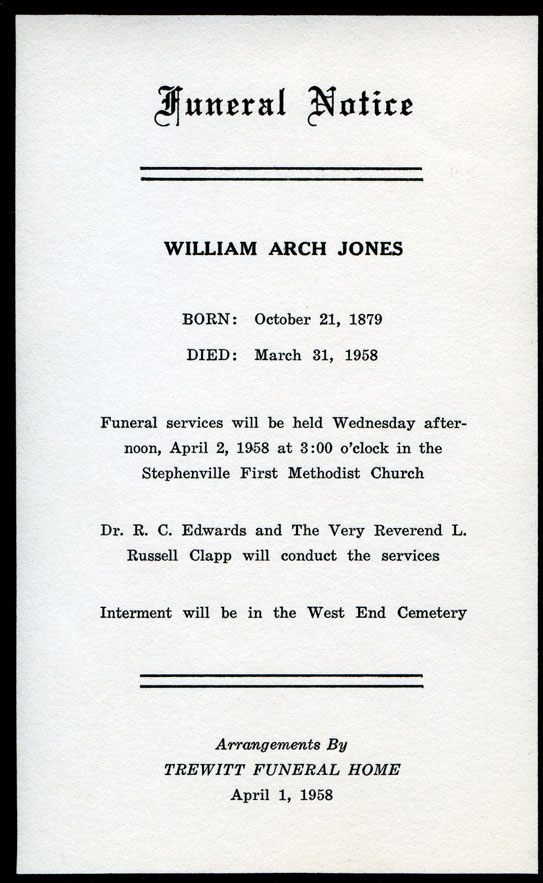 Funeral Notice
WILLIAM ARCH JONES
BORN: October 21, 1879
DIED: March 31, 1958
Funeral services will be held Wednesday after-
noon, April 2, 1958 at 3:00 o'clock in the
Stephenville First Methodist Church
Dr. R. C. Edwards and The Very Reverend L.
Russell Clapp will conduct the services
Interment will be in the West End Cemetery
Arrangements By
TREWITT FUNERAL HOME
April 1, 1958